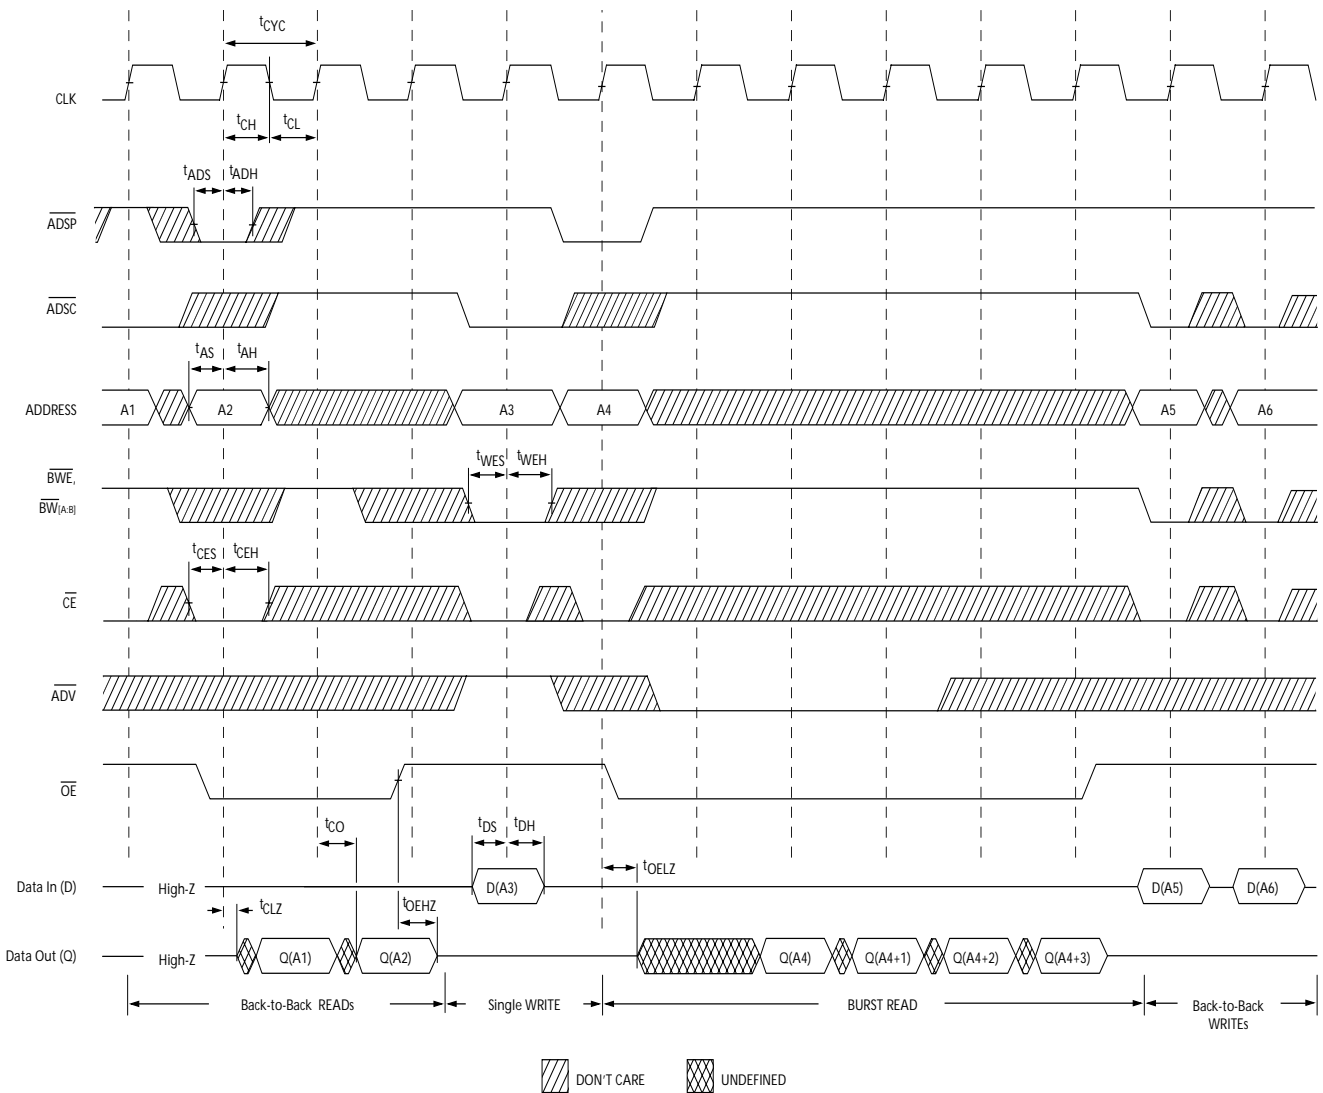 tCYC
CLK
tCH
tCL
tADS
tADH
ADSP
ADSC
tAS
tAH
ADDRESS
A1
A2
A3
A4
A5
A6
BWE,
tWES
tWEH
BW[A:B]
tCES
tCEH
CE
ADV
OE
tCO
tDS
tDH
tOELZ
Data In (D)
High-Z
D(A3)
D(A5)
D(A6)
tCLZ
tOEHZ
Data Out (Q)
High-Z
Q(A1)
Q(A2)
Q(A4)
Q(A4+1)
Q(A4+2)
Q(A4+3)
Back-to-Back READs
Single WRITE
BURST READ
Back-to-Back
WRITEs
DON'T CARE
UNDEFINED